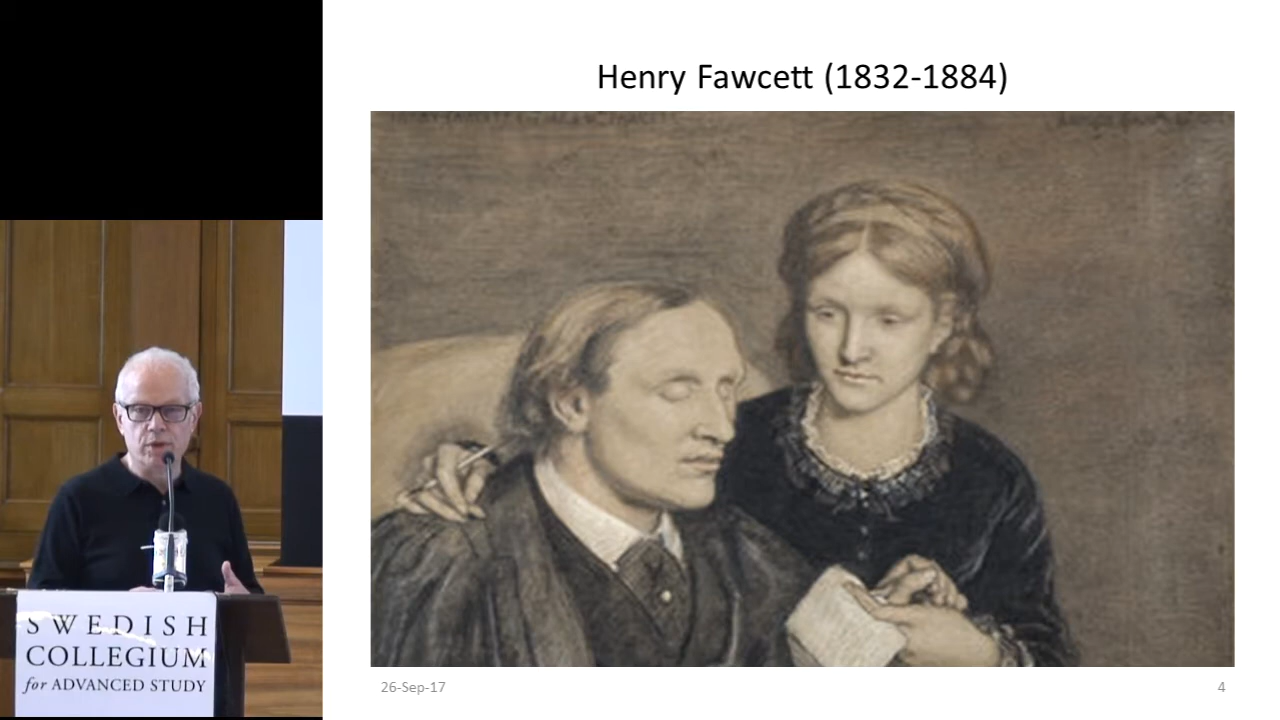 Henry Fawcett (1832-1884)
SWEDISH
COLLEGIUM
for ADVANCED STUDY
26-Sep-17
4